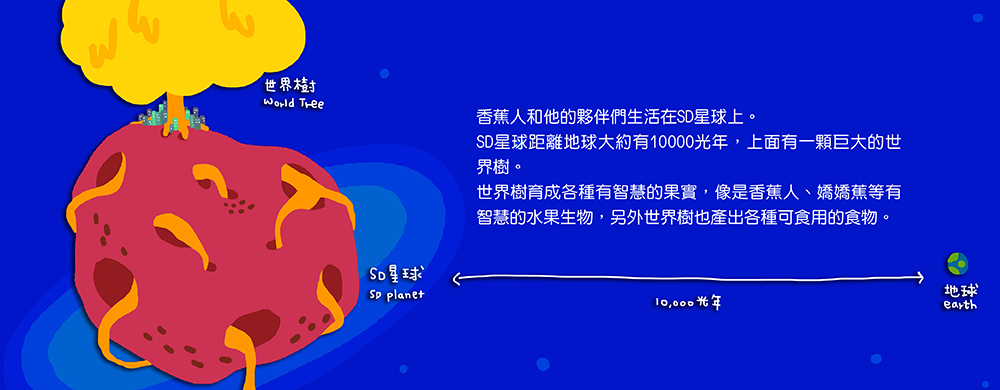 世界樹
World Tree
香蕉人和他的夥伴們生活在SD星球上。
SD星球距離地球大約有10000光年，上面有一顆巨大的世
界樹。
世界樹育成各種有智慧的果實，像是香蕉人、嬌嬌蕉等有
智慧的水果生物，另外世界樹也產出各種可食用的食物。
SD星球
SD planet
10,000光年
地球
earth